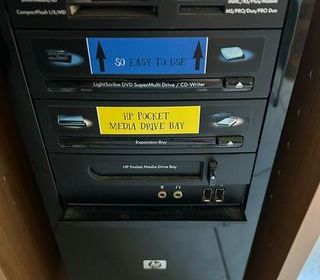 CompactFlash I/II/MD
MS/PRO/Duo/PRO Duo
SO EASY TO USE
LightScribe DVD SuperMulti Drive / CD-Writer
HP POCKET
MEDIA DRIVE BAY
Expansion Bay
HP Pocket Media Drive Bay
hp